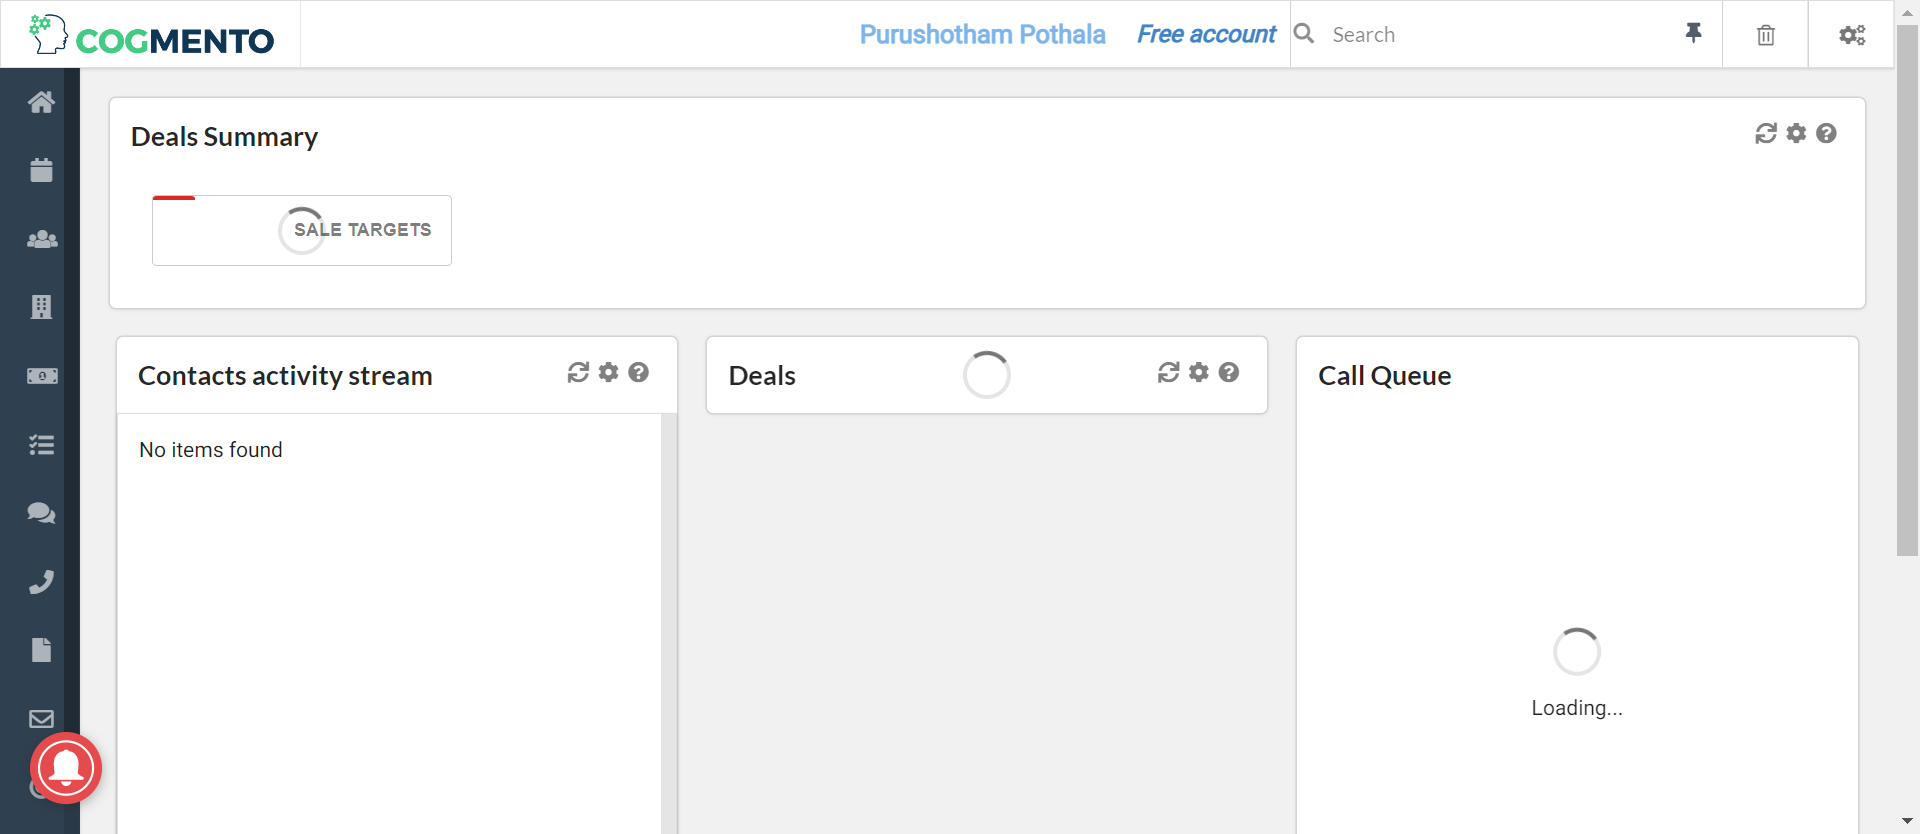 COGMENTO
Purushotham Pothala
Free account
Search
Deals Summary
SALE TARGETS
Contacts activity stream
Deals
Call Queue
No items found
Loading...